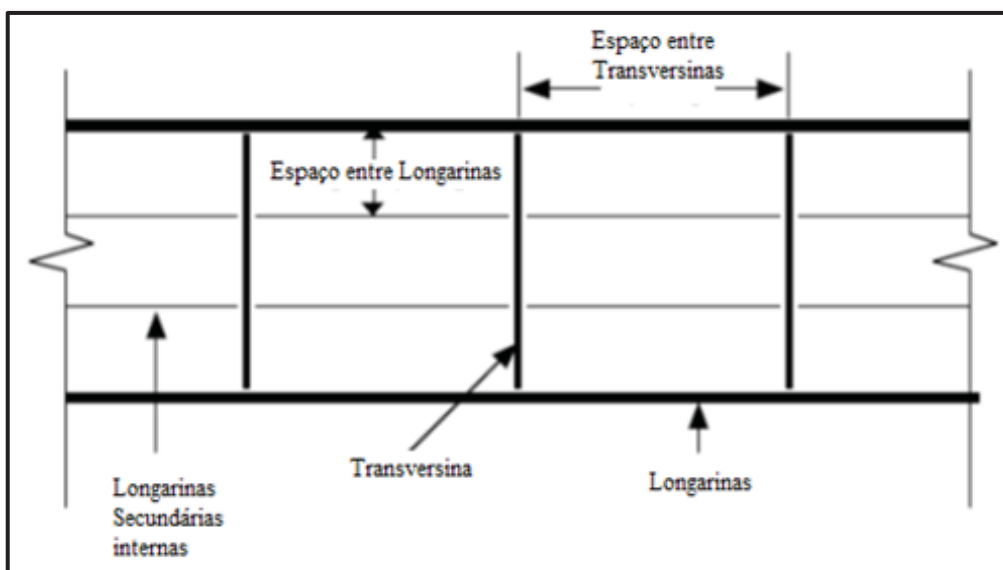 Espaço entre
Transversinas
Espaço entre Longarinas
Transversina
Longarinas
Longarinas
Secundárias
internas